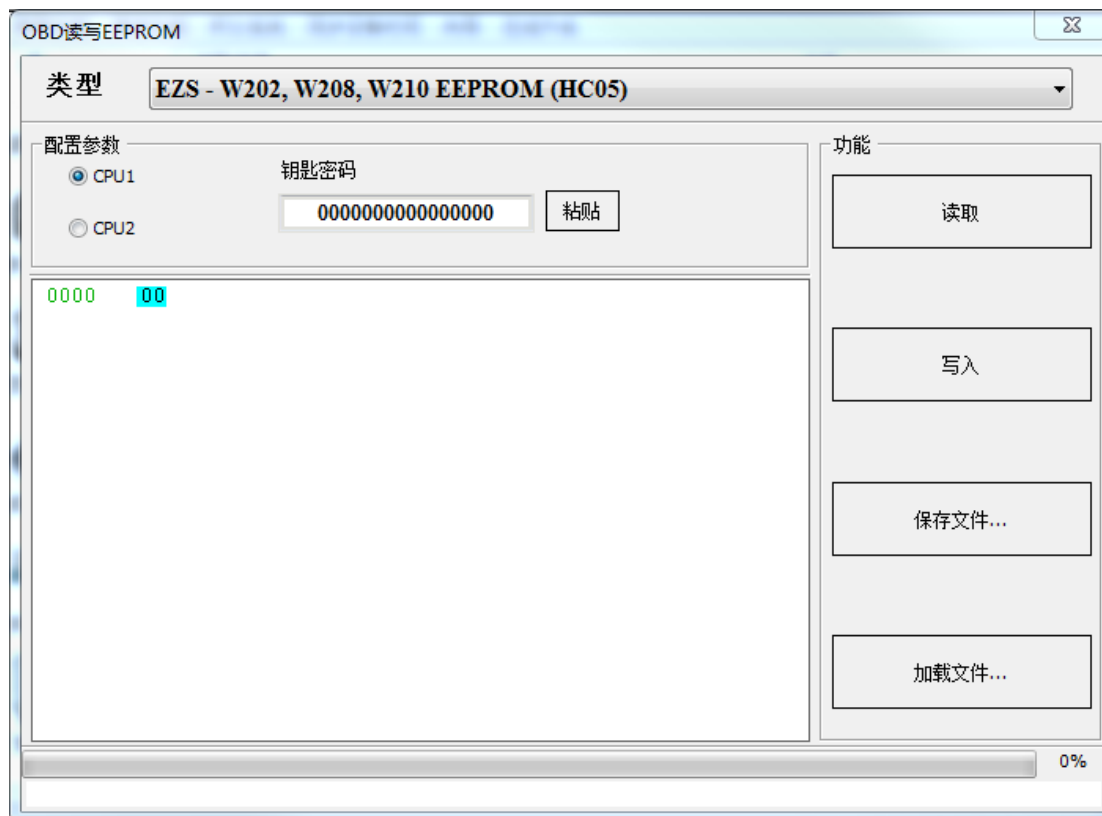 OBD读写EEPROM
类型
EZS - W202, W208, W210 EEPROM (HC05)
配置参数
CPU1
CPU2
钥匙密码
0000000000000000
粘贴
0000 00
功能
读取
写入
保存文件...
加载文件...
0%